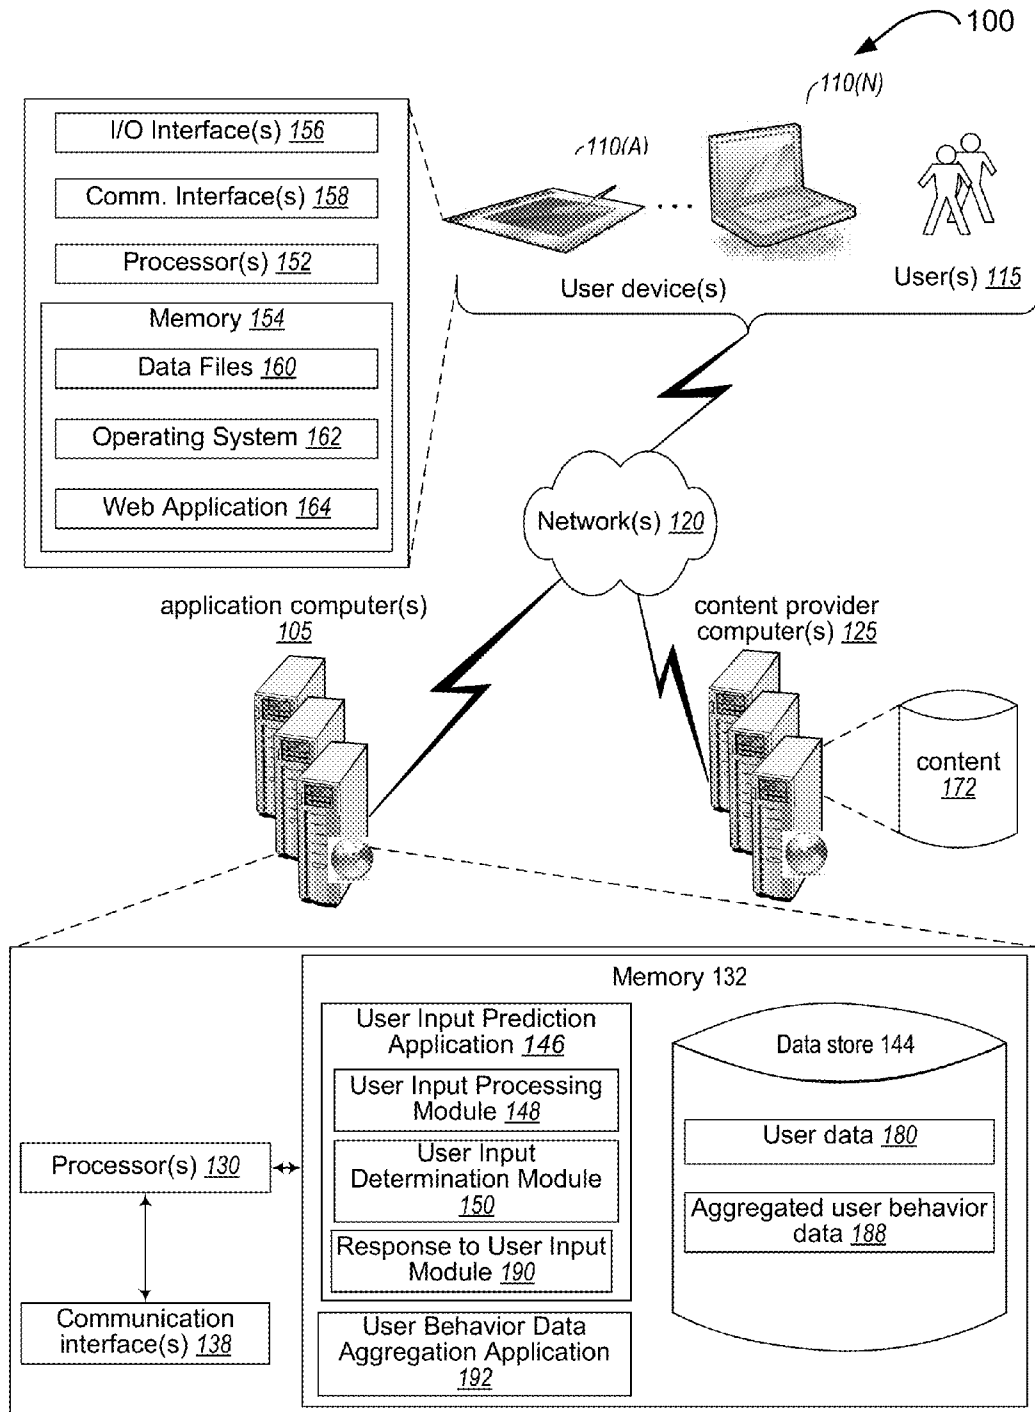 100
110(N)
110(A)
I/O Interface(s) 156
Comm. Interface(s) 158
Processor(s) 152
Memory 154
Data Files 160
Operating System 162
Web Application 164
...
User device(s)
User(s) 115
Network(s) 120
application computer(s)
105
content provider
computer(s) 125
content
172
Memory 132
User Input Prediction
Application 146
User Input Processing
Module 148
User Input
Determination Module
150
Response to User Input
Module 190
User Behavior Data
Aggregation Application
192
Data store 144
User data 180
Aggregated user behavior
data 188
Processor(s) 130
Communication
interface(s) 138